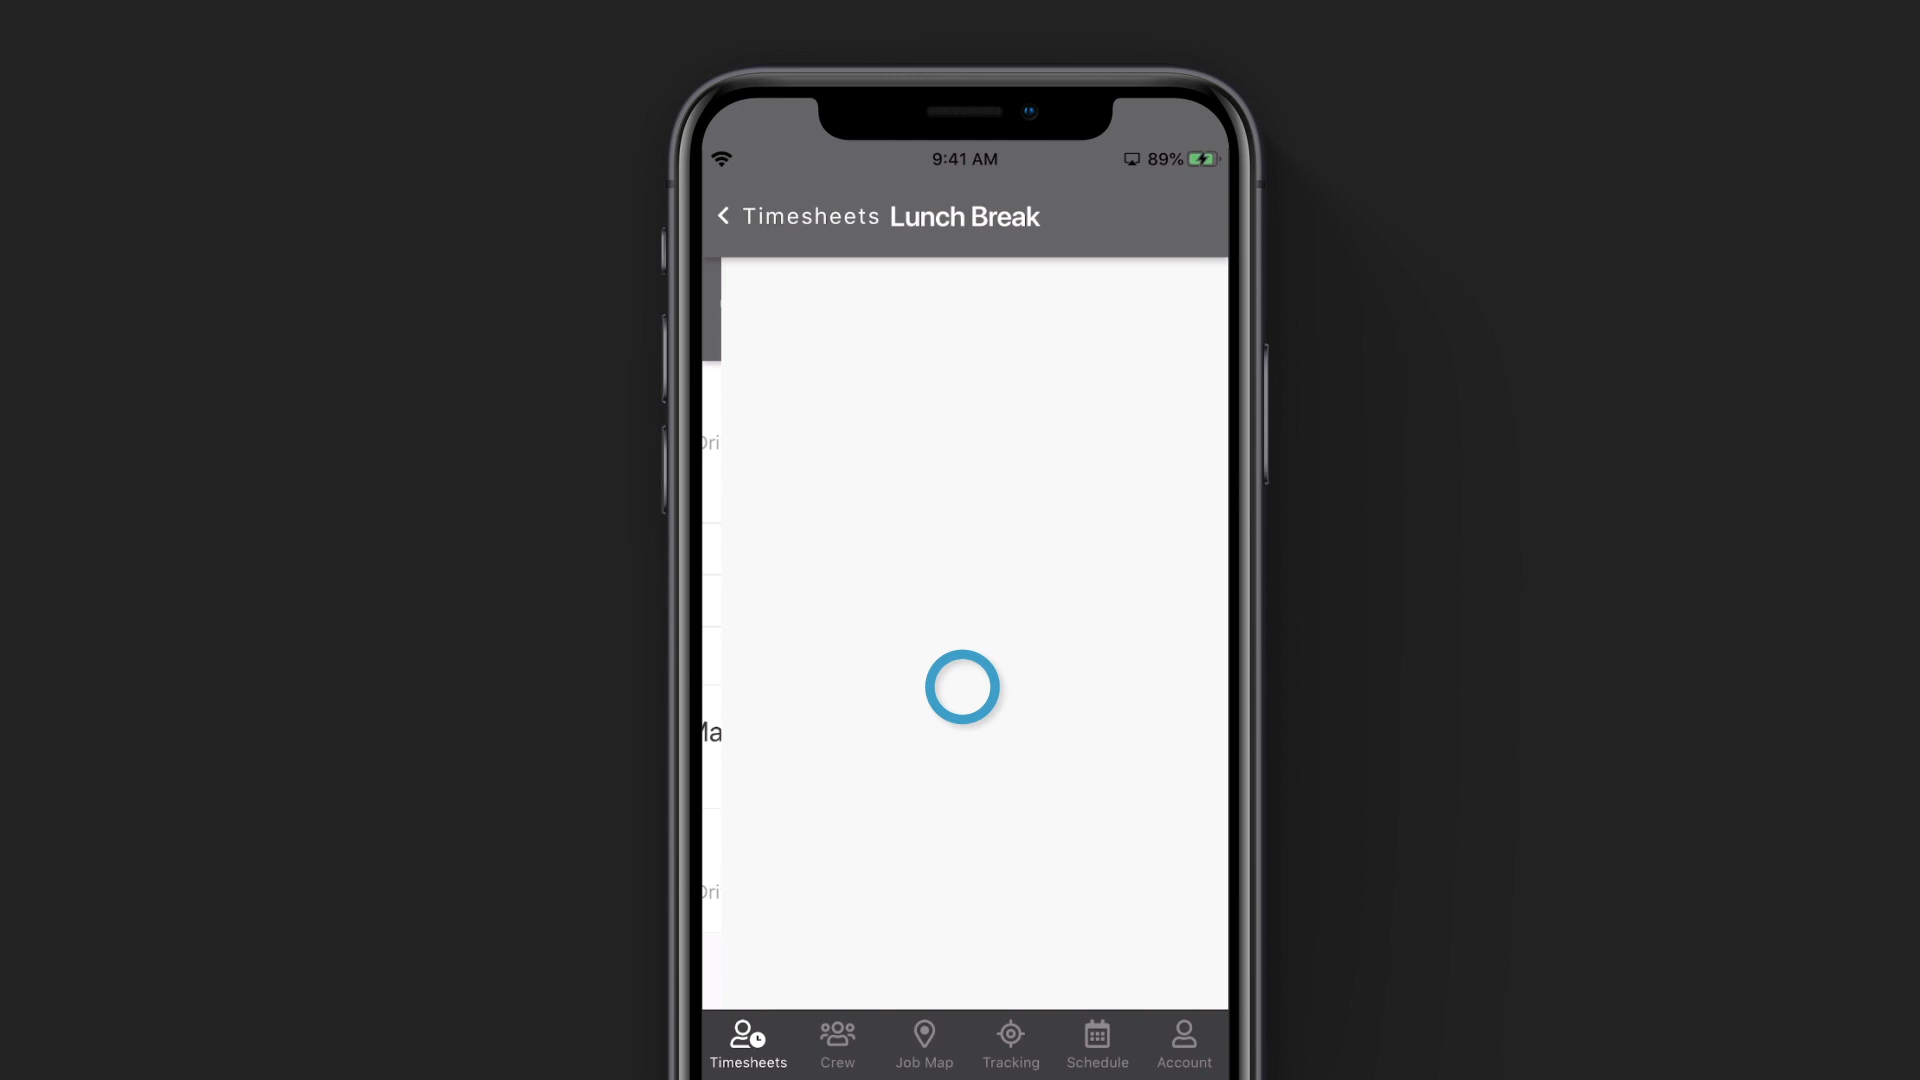 9:41 AM
89%
Timesheets Lunch Break
Timesheets
Crew
Job Map
Tracking
Schedule
Account